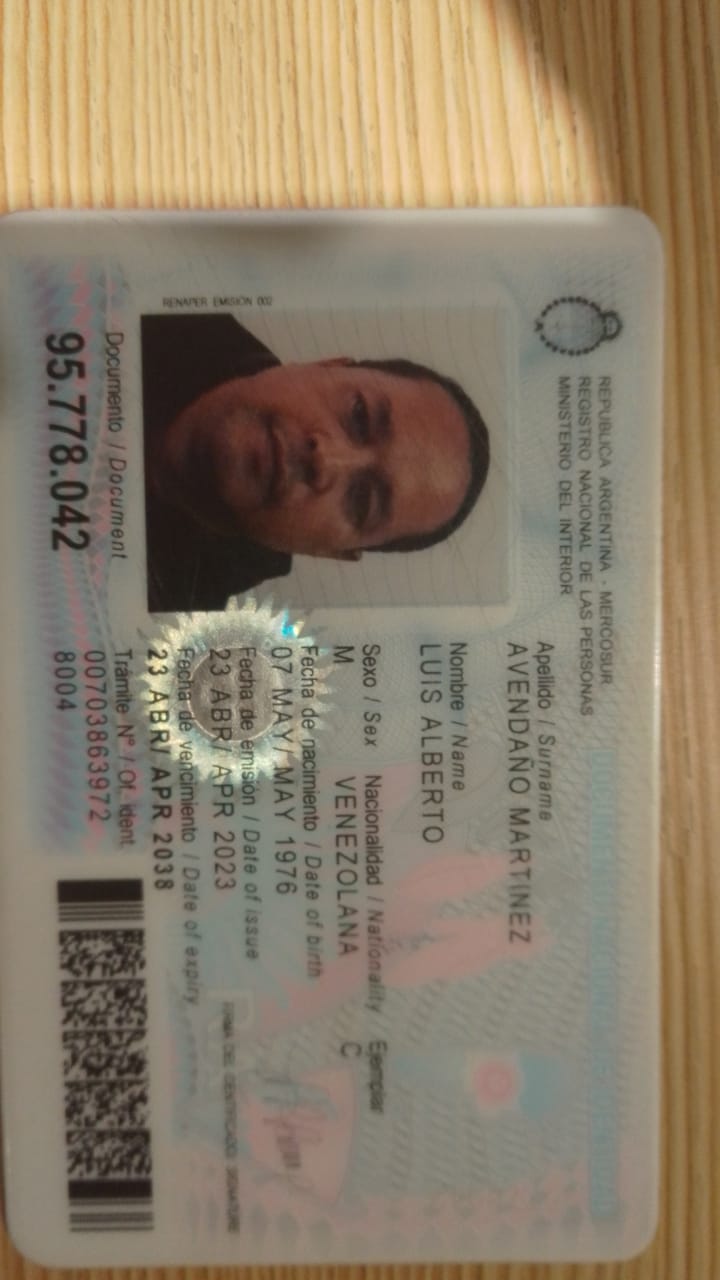 REPUBLICA ARGENTINA - MERCOSUR
REGISTRO NACIONAL DE LAS PERSONAS
MINISTERIO DEL INTERIOR
RENAPER EMISIÓN 002
Apellido / Surname
AVENDAÑO MARTINEZ
Nombre / Name
LUIS ALBERTO
Sexo / Sex Nacionalidad / Nationality Ejemplar
M VENEZOLANA C
Fecha de nacimiento / Date of birth
07 MAY/ MAY 1976
Fecha de emisión / Date of issue
23 ABR/ APR 2023
Fecha de vencimiento / Date of expiry
23 ABR/ APR 2038
FIRMA DEL IDENTIFICADO SIGNATURE
Documento / Document
95.778.042
Trámite Nº / Of. ident.
00703863972
8004